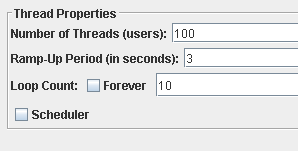 Thread Properties
Number of Threads (users): 100
Ramp-Up Period (in seconds): 3
Loop Count: Forever 10
Scheduler